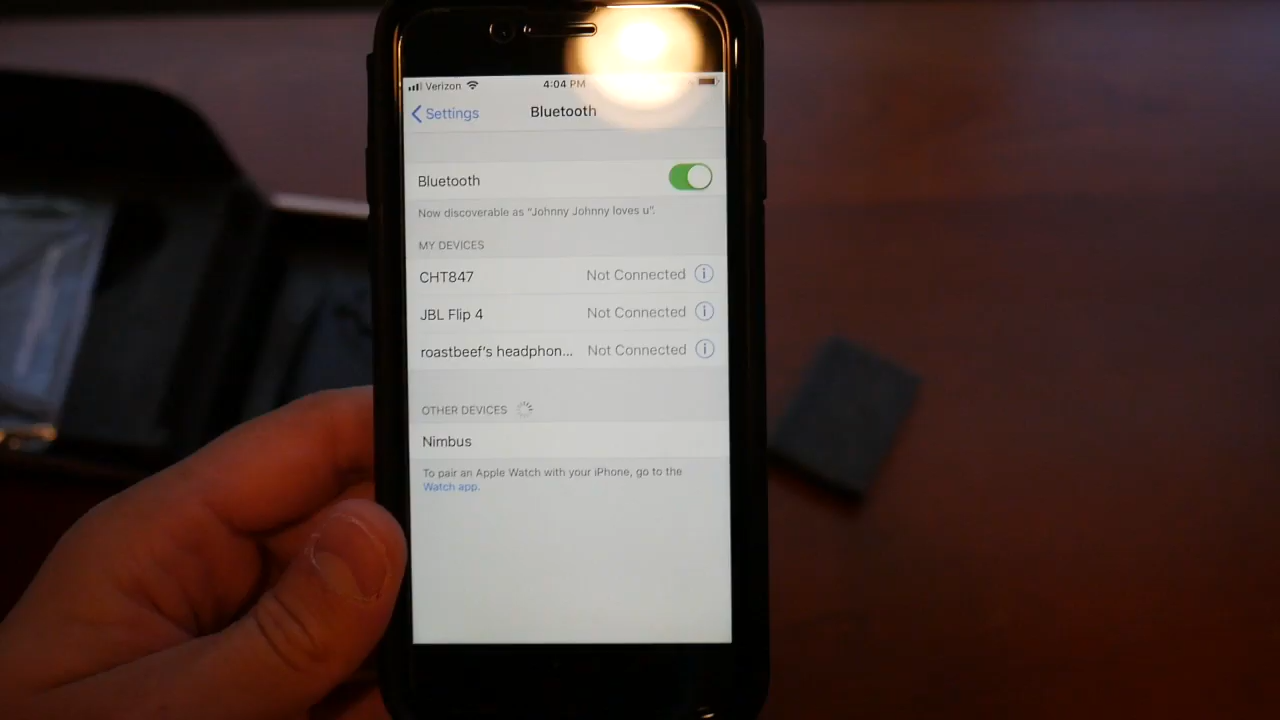 Verizon 4:04 PM
Settings Bluetooth
Bluetooth
Now discoverable as “Johnny Johnny loves u”.
MY DEVICES
CHT847 Not Connected
JBL Flip 4 Not Connected
roastbeef's headphon... Not Connected
OTHER DEVICES
Nimbus
To pair an Apple Watch with your iPhone, go to the
Watch app.